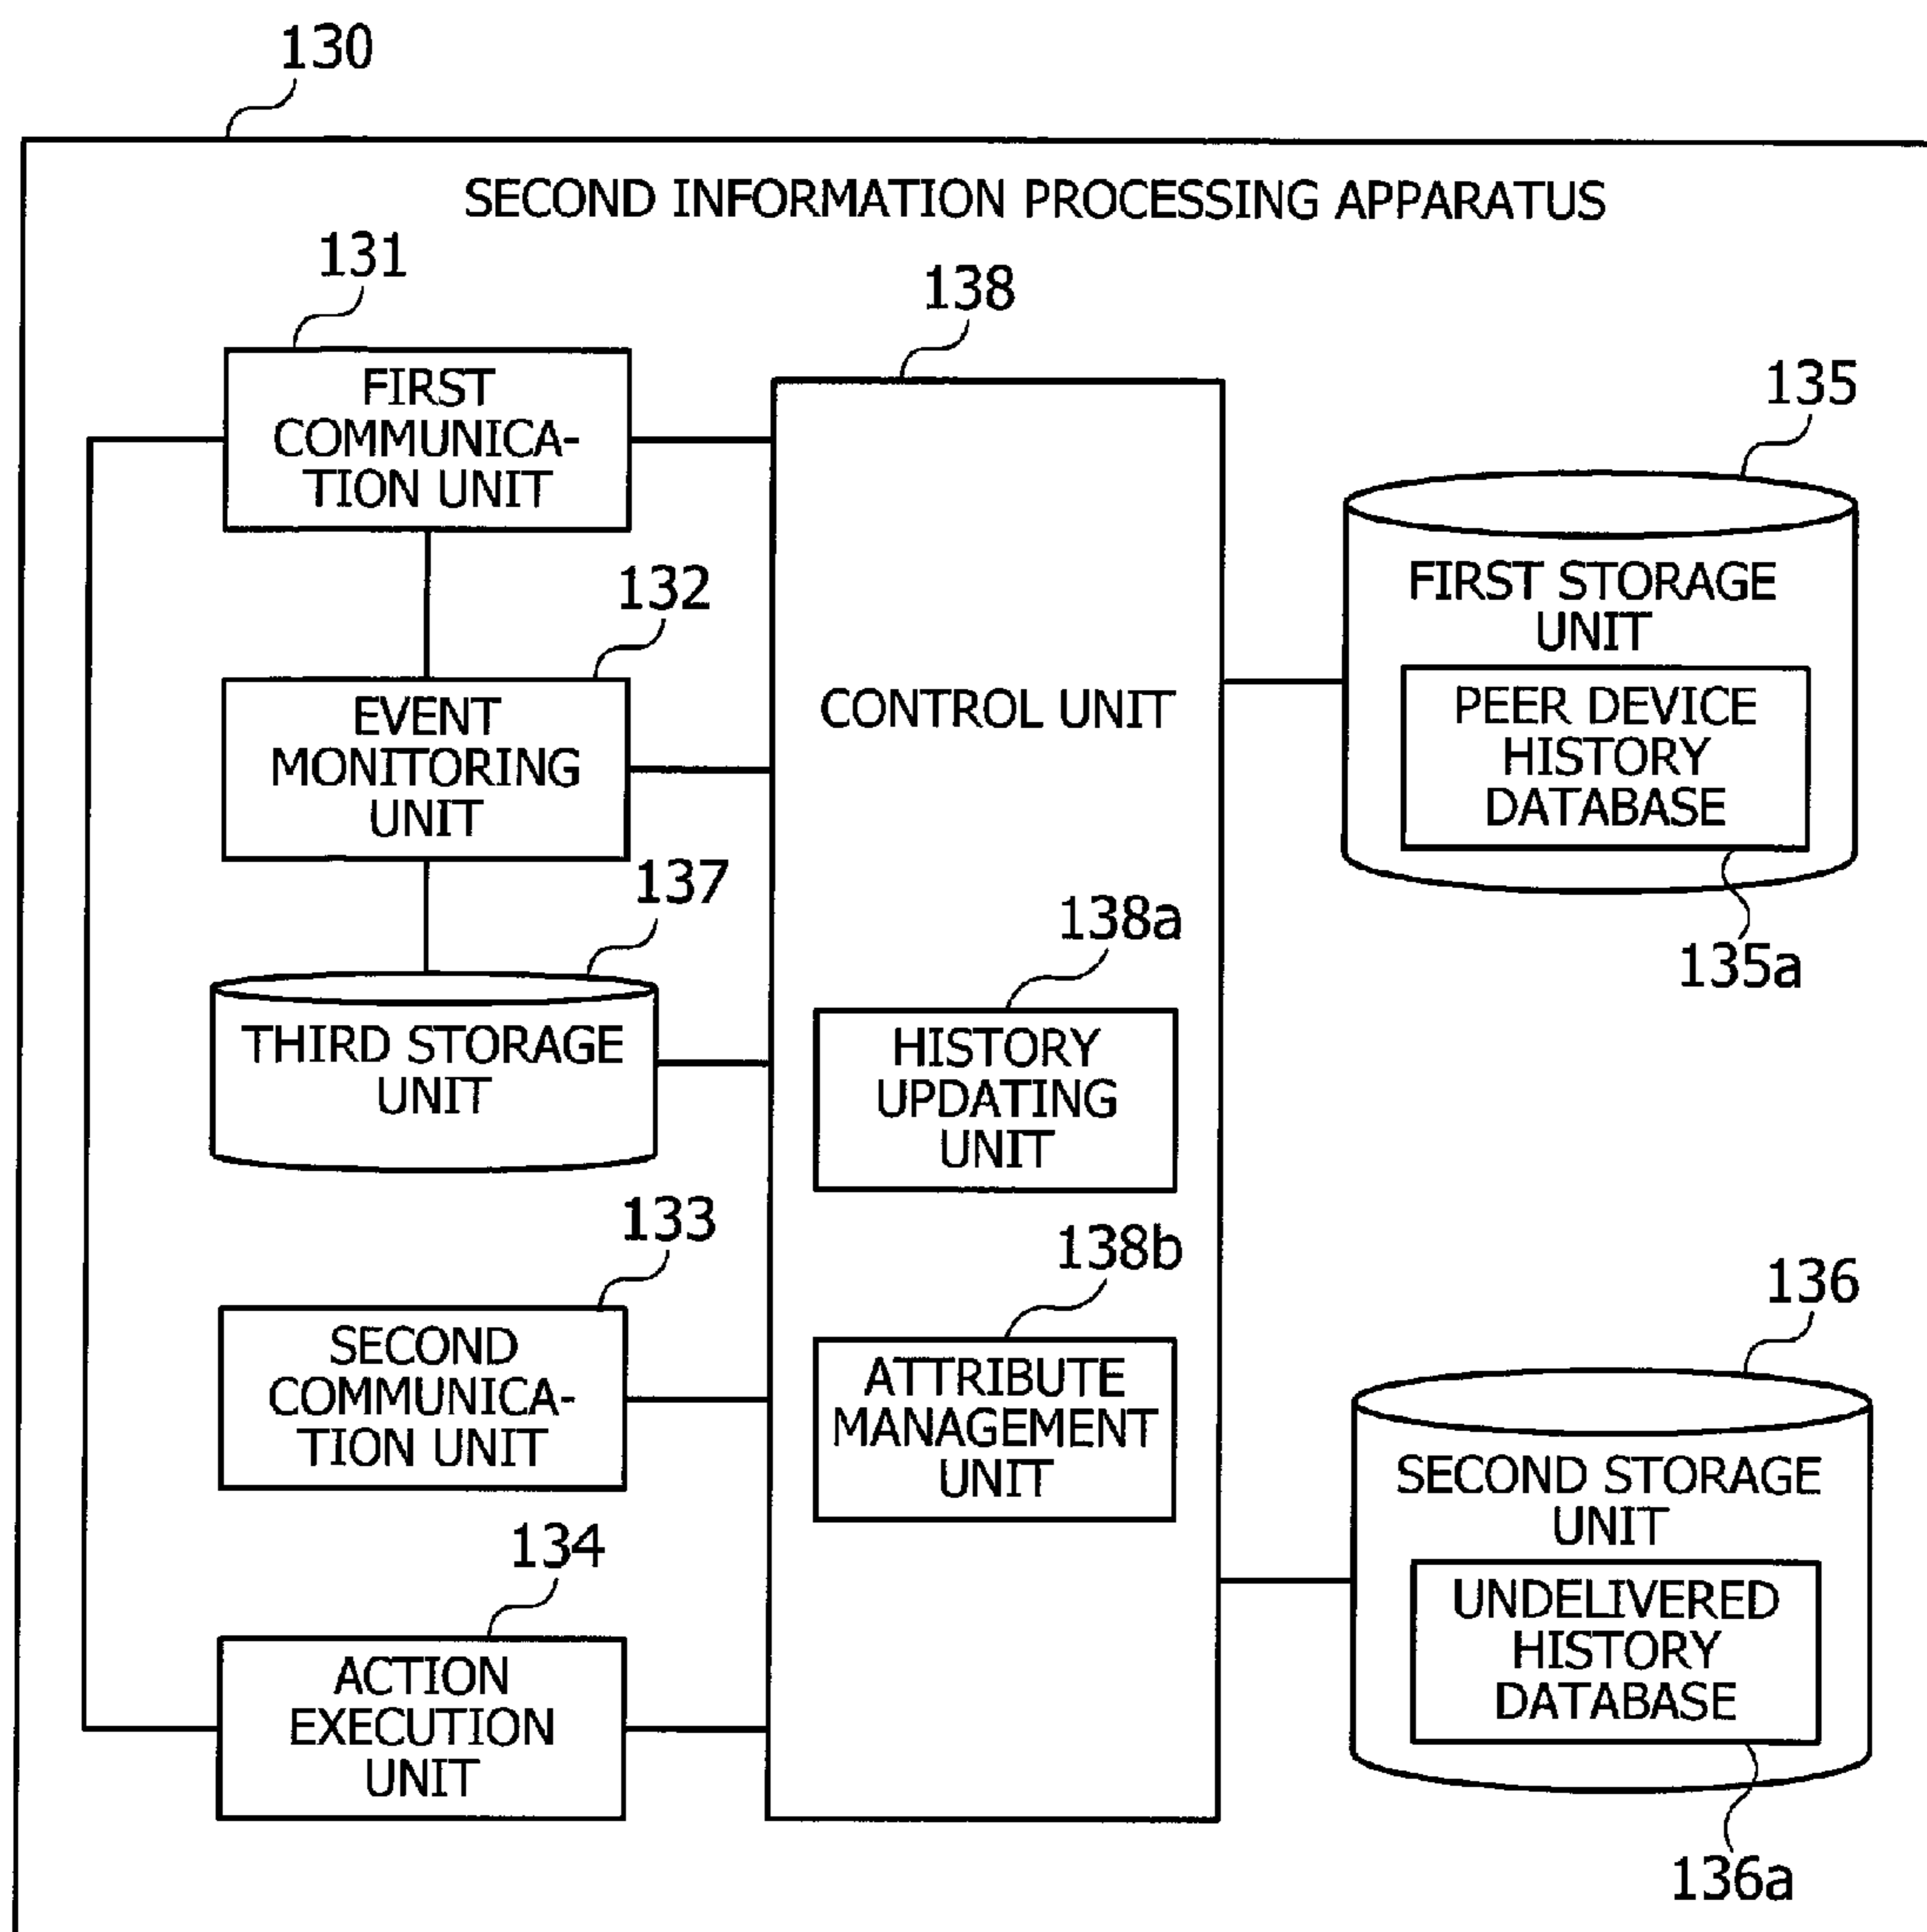 130
SECOND INFORMATION PROCESSING APPARATUS
131
FIRST
COMMUNICA-
TION UNIT
138
CONTROL UNIT
135
FIRST STORAGE
UNIT
PEER DEVICE
HISTORY
DATABASE
135a
132
EVENT
MONITORING
UNIT
137
THIRD STORAGE
UNIT
138a
HISTORY
UPDATING
UNIT
133
SECOND
COMMUNICA-
TION UNIT
138b
ATTRIBUTE
MANAGEMENT
UNIT
136
SECOND STORAGE
UNIT
UNDELIVERED
HISTORY
DATABASE
136a
134
ACTION
EXECUTION
UNIT